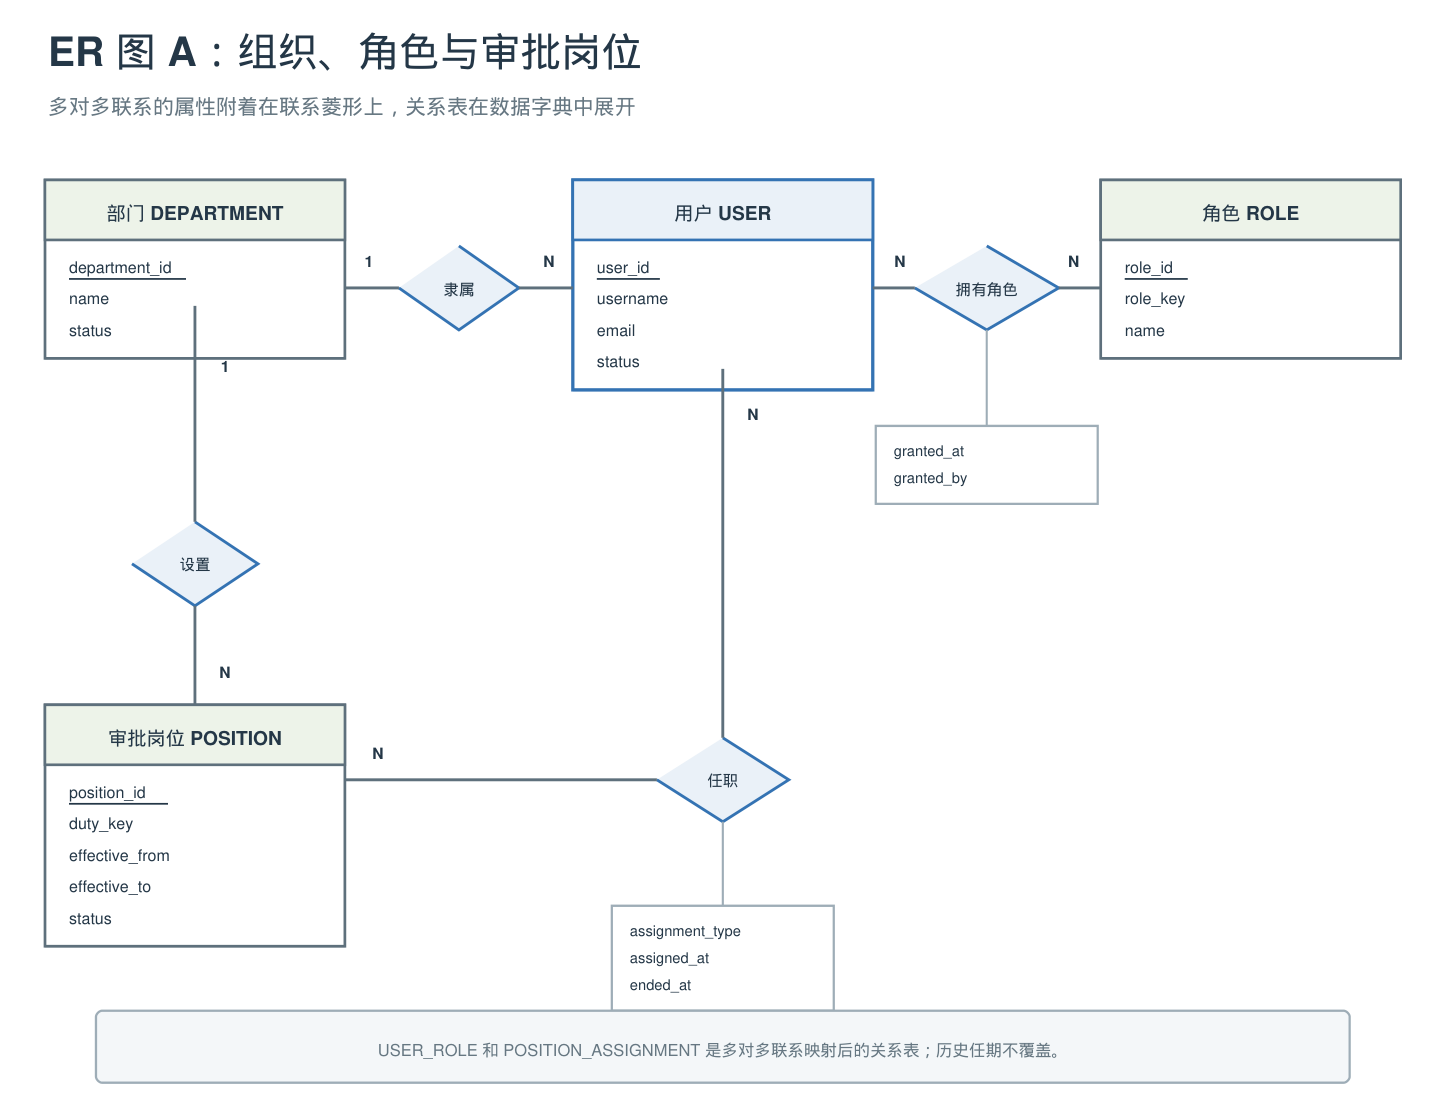 ER 图 A：组织、角色与审批岗位
多对多联系的属性附着在联系菱形上，关系表在数据字典中展开
部门 DEPARTMENT
department_id
name
status
1
隶属
N
用户 USER
user_id
username
email
status
N
拥有角色
N
角色 ROLE
role_id
role_key
name
1
N
granted_at
granted_by
设置
N
审批岗位 POSITION
position_id
duty_key
effective_from
effective_to
status
N
任职
assignment_type
assigned_at
ended_at
USER_ROLE 和 POSITION_ASSIGNMENT 是多对多联系映射后的关系表；历史任期不覆盖。